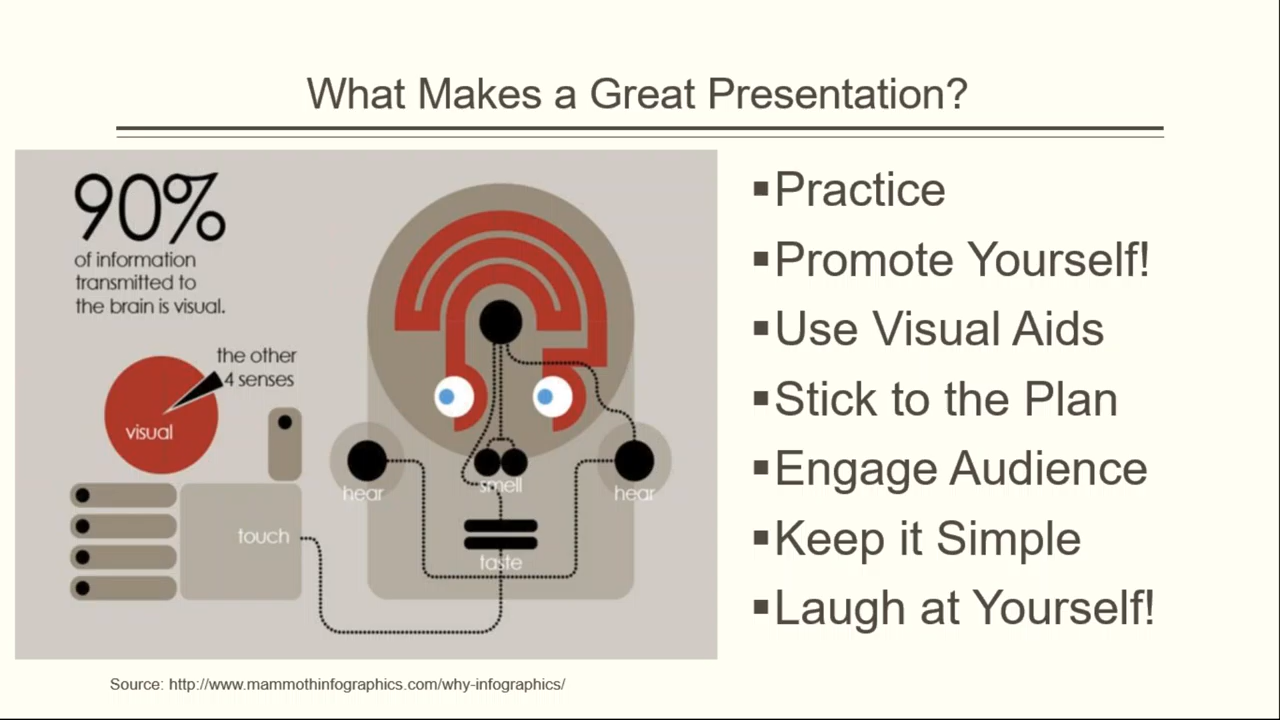 What Makes a Great Presentation?
90%
of information
transmitted to
the brain is visual.
the other
4 senses
visual
touch
hear
smell
hear
taste
▪Practice
▪Promote Yourself!
▪Use Visual Aids
▪Stick to the Plan
▪Engage Audience
▪Keep it Simple
▪Laugh at Yourself!
Source: http://www.mammothinfographics.com/why-infographics/